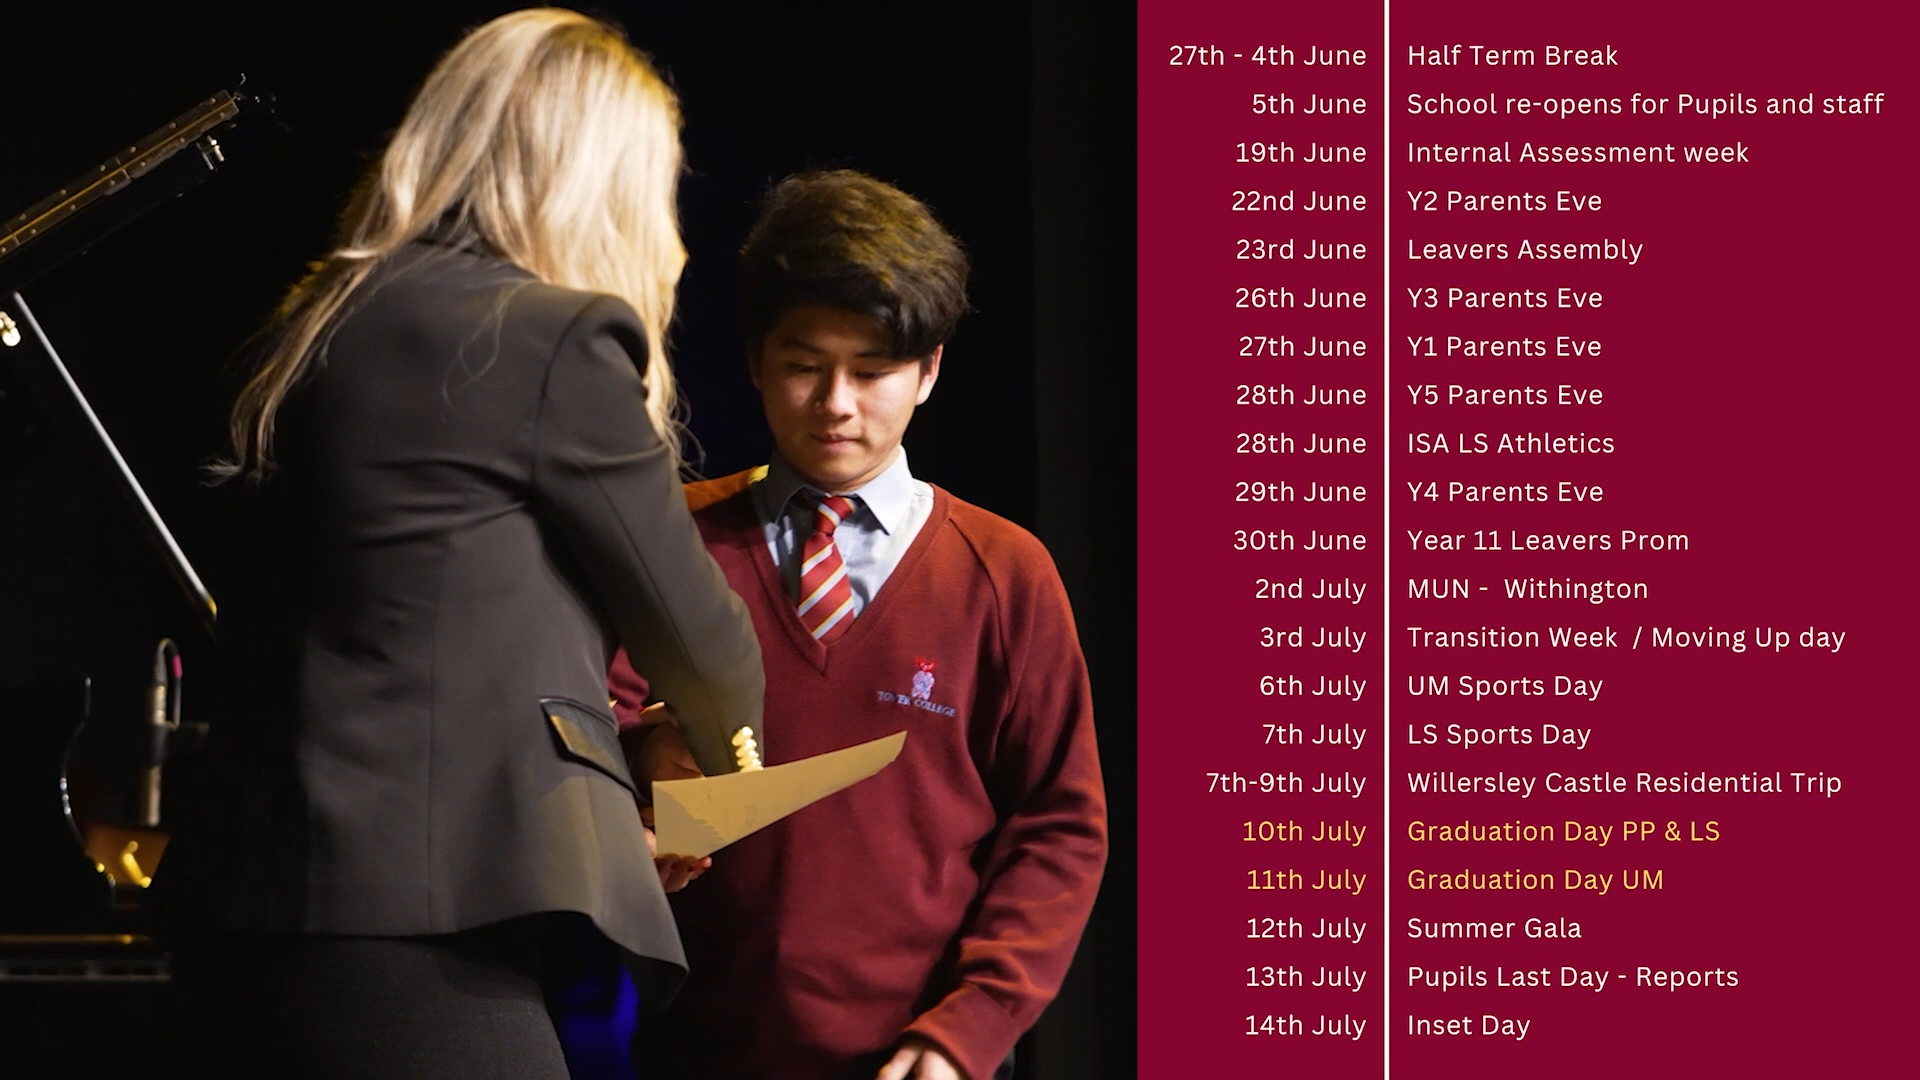 TOWER COLLEGE
27th - 4th June Half Term Break
5th June School re-opens for Pupils and staff
19th June Internal Assessment week
22nd June Y2 Parents Eve
23rd June Leavers Assembly
26th June Y3 Parents Eve
27th June Y1 Parents Eve
28th June Y5 Parents Eve
28th June ISA LS Athletics
29th June Y4 Parents Eve
30th June Year 11 Leavers Prom
2nd July MUN - Withington
3rd July Transition Week / Moving Up day
6th July UM Sports Day
7th July LS Sports Day
7th-9th July Willersley Castle Residential Trip
10th July Graduation Day PP & LS
11th July Graduation Day UM
12th July Summer Gala
13th July Pupils Last Day - Reports
14th July Inset Day